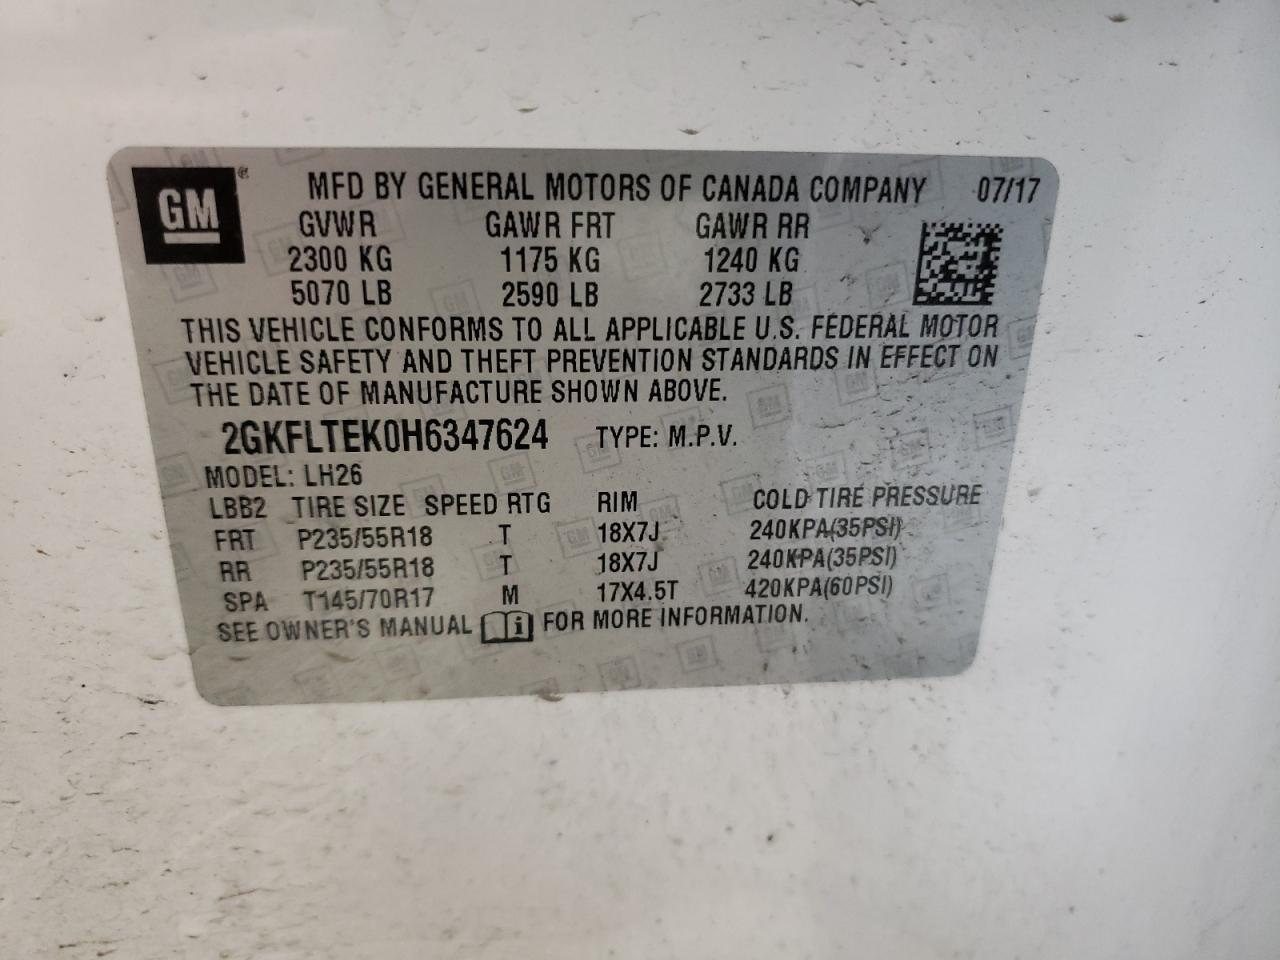 GM® MFD BY GENERAL MOTORS OF CANADA COMPANY 07/17
GVWR GAWR FRT GAWR RR
2300 KG 1175 KG 1240 KG
5070 LB 2590 LB 2733 LB
THIS VEHICLE CONFORMS TO ALL APPLICABLE U.S. FEDERAL MOTOR
VEHICLE SAFETY AND THEFT PREVENTION STANDARDS IN EFFECT ON
THE DATE OF MANUFACTURE SHOWN ABOVE.
2GKFLTEK0H6347624 TYPE: M.P.V.
MODEL: LH26
LBB2 TIRE SIZE SPEED RTG RIM COLD TIRE PRESSURE
FRT P235/55R18 T 18X7J 240KPA(35PSI)
RR P235/55R18 T 18X7J 240KPA(35PSI)
SPA T145/70R17 M 17X4.5T 420KPA(60PSI)
SEE OWNER'S MANUAL i FOR MORE INFORMATION.